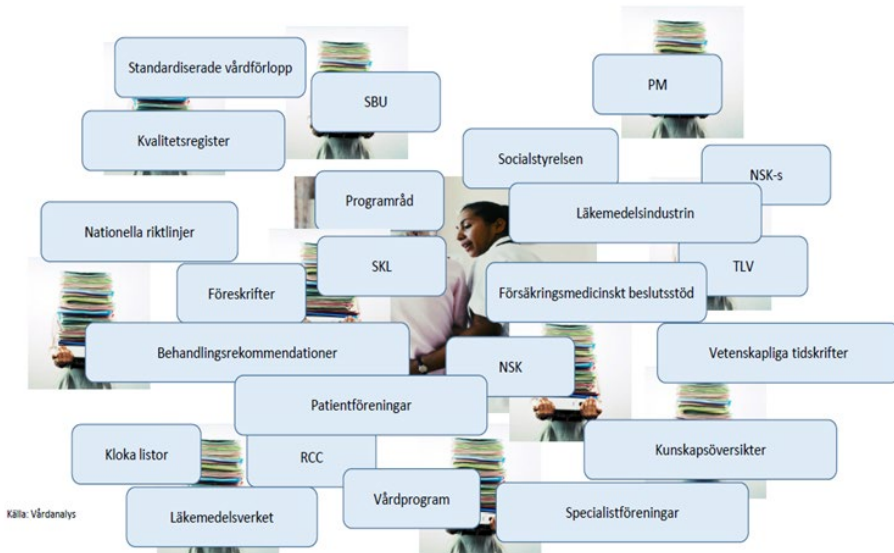 Standardiserade vårdförlopp
SBU
PM
Kvalitetsregister
Socialstyrelsen
NSK-s
Programråd
Läkemedelsindustrin
Nationella riktlinjer
SKL
TLV
Föreskrifter
Försäkringsmedicinskt beslutsstöd
Behandlingsrekommendationer
NSK
Vetenskapliga tidskrifter
Patientföreningar
Kloka listor
RCC
Kunskapsöversikter
Vårdprogram
Läkemedelsverket
Specialistföreningar
Källa: Vårdanalys